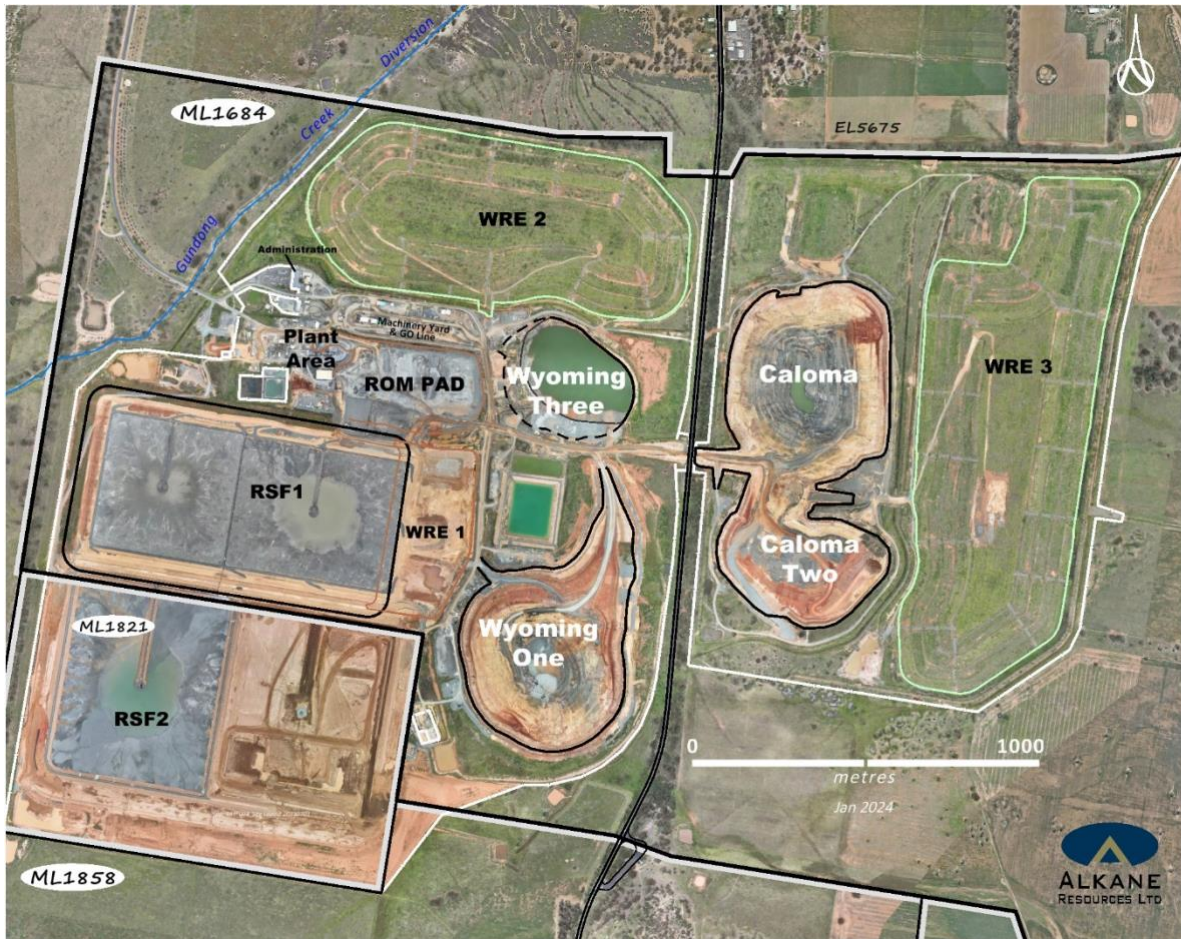 ML1684
Gundong Creek Diversion
EL5675
N
WRE 2
Administration
Machinery Yard
& GO Line
Plant
Area
ROM PAD
Wyoming
Three
Caloma
WRE 3
RSF1
WRE 1
Caloma
Two
ML1821
Wyoming
One
RSF2
0 1000
metres
Jan 2024
ML1858
ALKANE
RESOURCES LTD